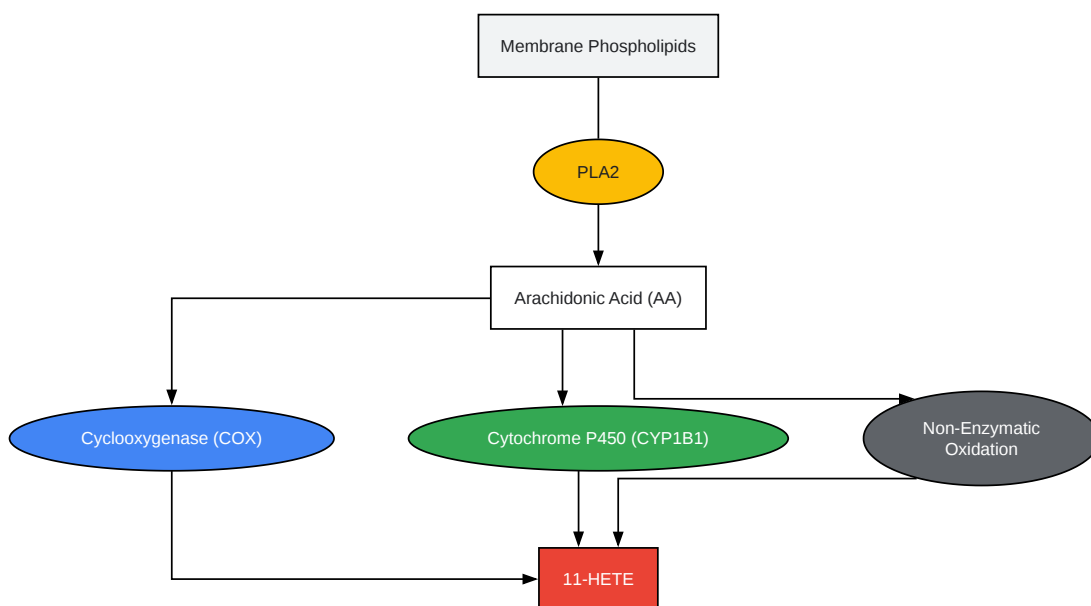 Membrane Phospholipids
PLA2
Arachidonic Acid (AA)
Cyclooxygenase (COX)
Cytochrome P450 (CYP1B1)
Non-Enzymatic
Oxidation
11-HETE